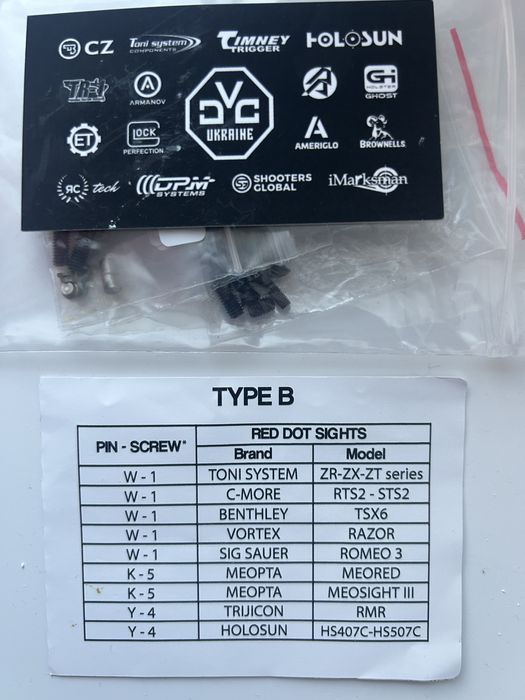 CZ
Toni system
COMPONENTS
TIMNEY
TRIGGER
HOLOSUN
ARMANOV
DVC
UKRAINE
GH
HOLSTER
GHOST
ET
GLOCK
PERFECTION
AMERIGLO
BROWNELLS
RC tech
DPM
SYSTEMS
SHOOTERS
GLOBAL
iMarksman
TYPE B
PIN - SCREW* RED DOT SIGHTS
Brand Model
W - 1 TONI SYSTEM ZR-ZX-ZT series
W - 1 C-MORE RTS2 - STS2
W - 1 BENTHLEY TSX6
W - 1 VORTEX RAZOR
W - 1 SIG SAUER ROMEO 3
K - 5 MEOPTA MEORED
K - 5 MEOPTA MEOSIGHT III
Y - 4 TRIJICON RMR
Y - 4 HOLOSUN HS407C-HS507C